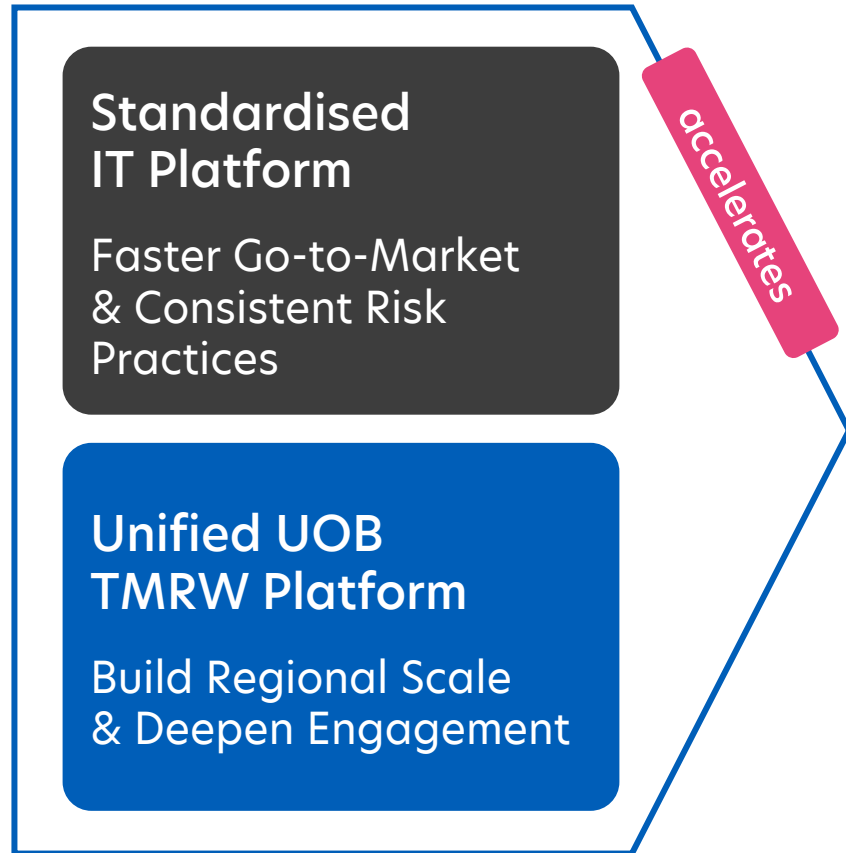 Standardised
IT Platform
Faster Go-to-Market
& Consistent Risk
Practices
accelerates
Unified UOB
TMRW Platform
Build Regional Scale
& Deepen Engagement